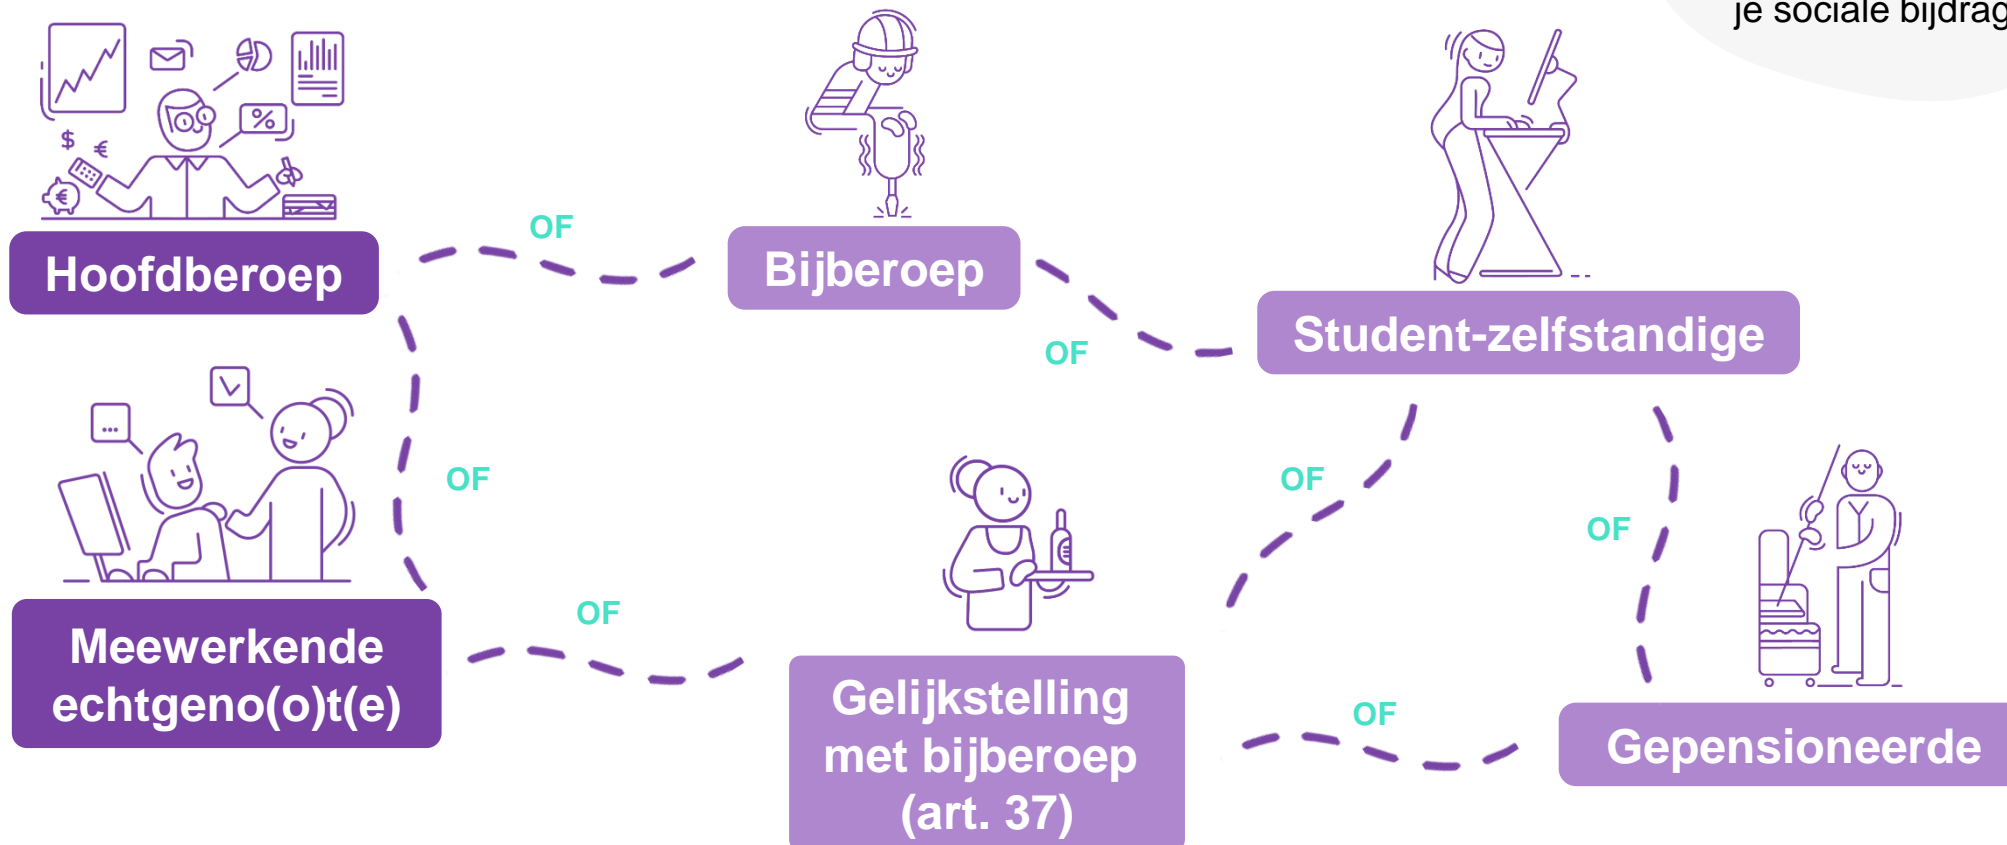 je sociale bijdrag
$
€
%
€
Hoofdberoep
OF
Bijberoep
OF
Student-zelfstandige
...
OF
OF
OF
OF
Meewerkende
echtgeno(o)t(e)
Gelijkstelling
met bijberoep
(art. 37)
OF
Gepensioneerde